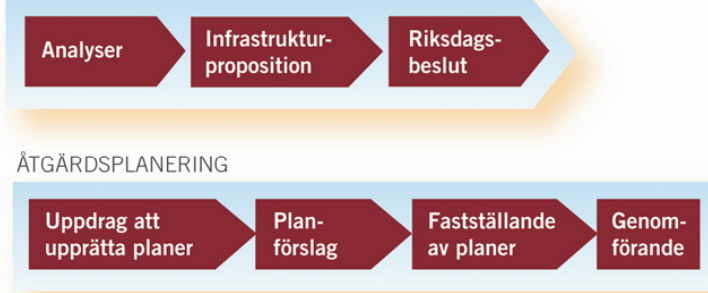 Analyser
Infrastruktur-
proposition
Riksdags-
beslut
ÅTGÄRDSPLANERING
Uppdrag att
upprätta planer
Plan-
förslag
Fastställande
av planer
Genom-
förande